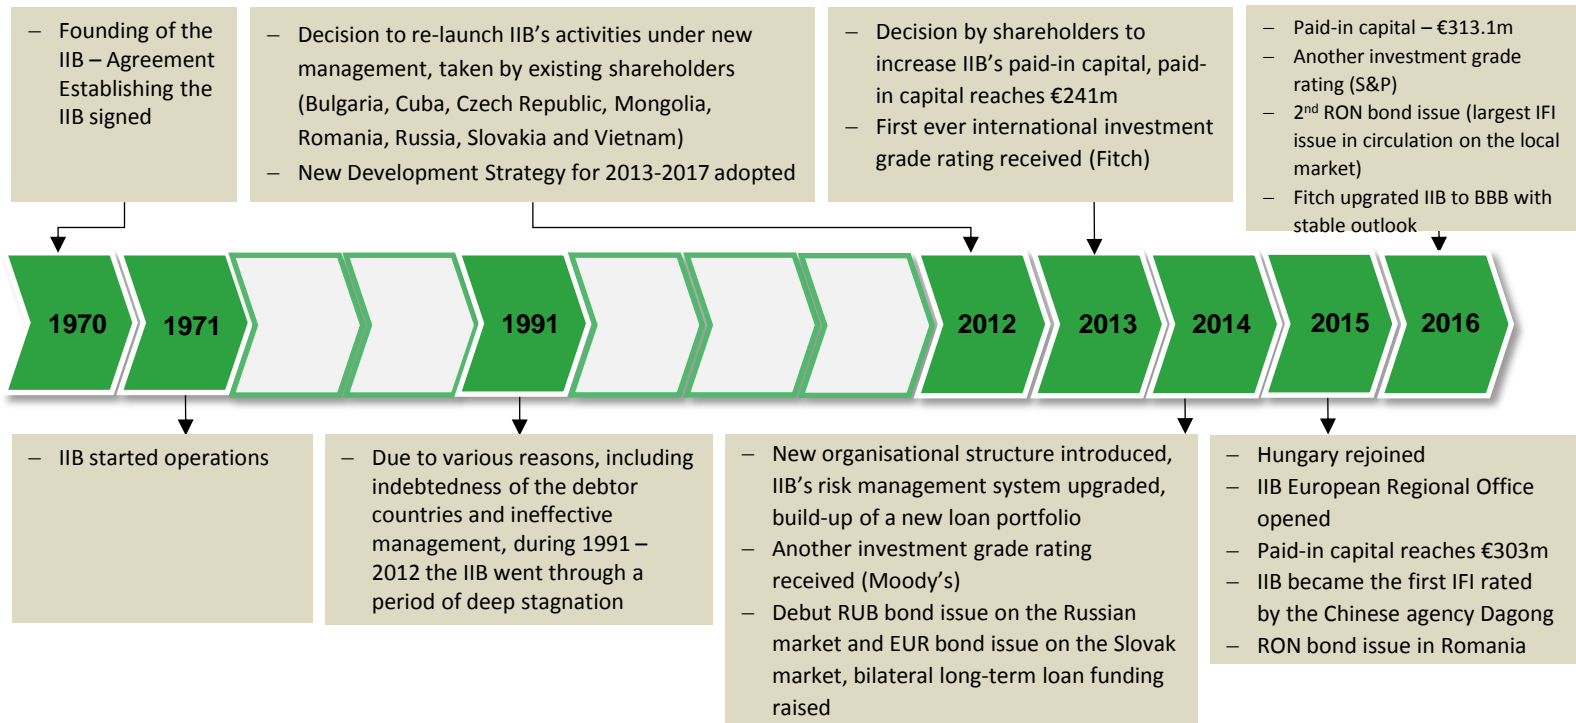 – Founding of the
IIB – Agreement
Establishing the
IIB signed
– Decision to re-launch IIB’s activities under new
management, taken by existing shareholders
(Bulgaria, Cuba, Czech Republic, Mongolia,
Romania, Russia, Slovakia and Vietnam)
– New Development Strategy for 2013-2017 adopted
– Decision by shareholders to
increase IIB’s paid-in capital, paid-
in capital reaches €241m
– First ever international investment
grade rating received (Fitch)
– Paid-in capital – €313.1m
– Another investment grade
rating (S&P)
– 2nd RON bond issue (largest IFI
issue in circulation on the local
market)
– Fitch upgrated IIB to BBB with
stable outlook
1970
1971
1991
2012
2013
2014
2015
2016
– IIB started operations
– Due to various reasons, including
indebtedness of the debtor
countries and ineffective
management, during 1991 –
2012 the IIB went through a
period of deep stagnation
– New organisational structure introduced,
IIB’s risk management system upgraded,
build-up of a new loan portfolio
– Another investment grade rating
received (Moody’s)
– Debut RUB bond issue on the Russian
market and EUR bond issue on the Slovak
market, bilateral long-term loan funding
raised
– Hungary rejoined
– IIB European Regional Office
opened
– Paid-in capital reaches €303m
– IIB became the first IFI rated
by the Chinese agency Dagong
– RON bond issue in Romania